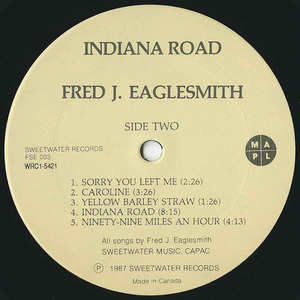 INDIANA ROAD
FRED J. EAGLESMITH
SIDE TWO
SWEETWATER RECORDS
FSE 003
WRC1-5421
M A
P L
1. SORRY YOU LEFT ME (2:26)
2. CAROLINE (3:26)
3. YELLOW BARLEY STRAW (1:26)
4. INDIANA ROAD (8:15)
5. NINETY-NINE MILES AN HOUR (4:13)
All songs by Fred J. Eaglesmith
SWEETWATER MUSIC, CAPAC
Ⓟ 1987 SWEETWATER RECORDS
Made in Canada